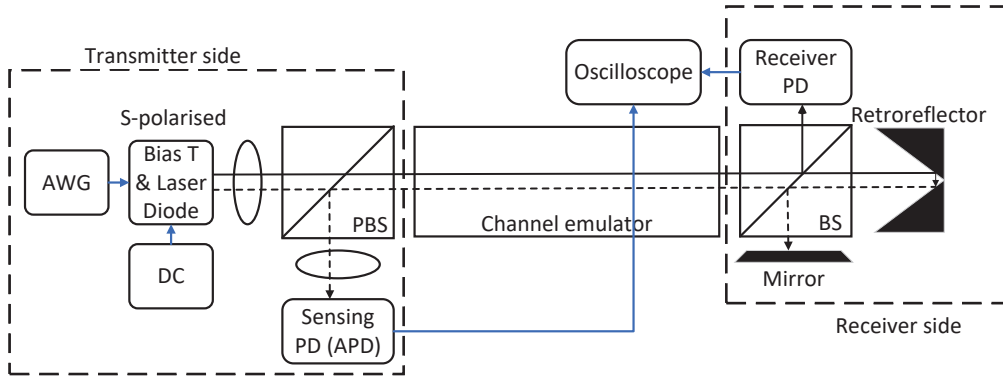 Transmitter side
S-polarised
AWG
Bias T
& Laser
Diode
DC
PBS
Sensing
PD (APD)
Channel emulator
Oscilloscope
Receiver
PD
Retroreflector
BS
Mirror
Receiver side